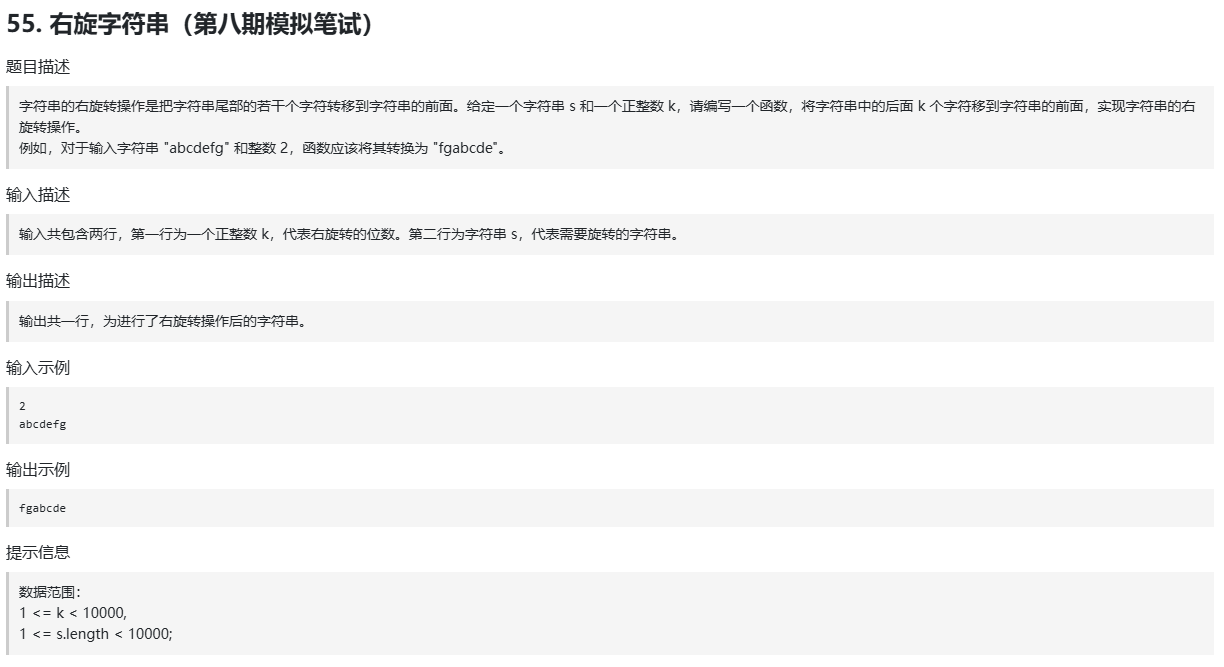 55. 右旋字符串（第八期模拟笔试）
题目描述
字符串的右旋转操作是把字符串尾部的若干个字符转移到字符串的前面。给定一个字符串 s 和一个正整数 k，请编写一个函数，将字符串中的后面 k 个字符移到字符串的前面，实现字符串的右
旋转操作。
例如，对于输入字符串 "abcdefg" 和整数 2，函数应该将其转换为 "fgabcde"。
输入描述
输入共包含两行，第一行为一个正整数 k，代表右旋转的位数。第二行为字符串 s，代表需要旋转的字符串。
输出描述
输出共一行，为进行了右旋转操作后的字符串。
输入示例
2
abcdefg
输出示例
fgabcde
提示信息
数据范围：
1 <= k < 10000,
1 <= s.length < 10000;